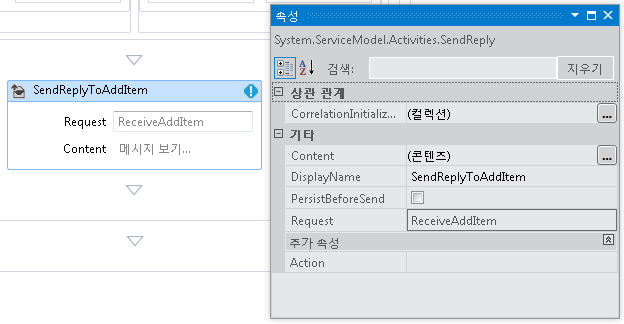 SendReplyToAddItem
Request ReceiveAddItem
Content 메시지 보기...
속성
System.ServiceModel.Activities.SendReply
검색: 지우기
상관 관계
CorrelationInitializ... (컬렉션) ...
기타
Content (콘텐츠) ...
DisplayName SendReplyToAddItem
PersistBeforeSend
Request ReceiveAddItem
추가 속성
Action